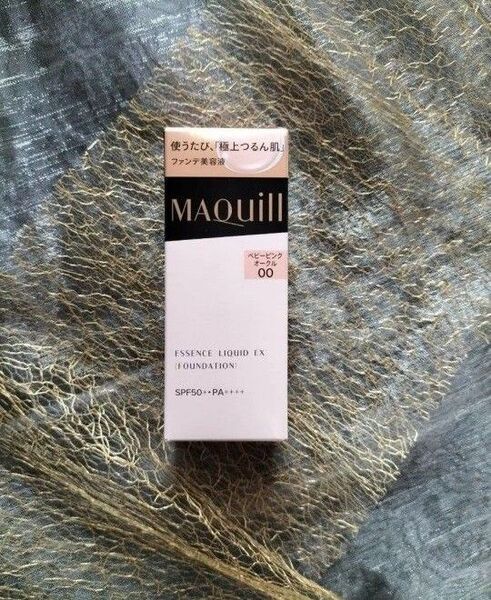 使うたび、「極上つるん肌」
ファンデ美容液
MAQuill
ベビーピンク
オークル
00
ESSENCE LIQUID EX
(FOUNDATION)
SPF50+・PA++++